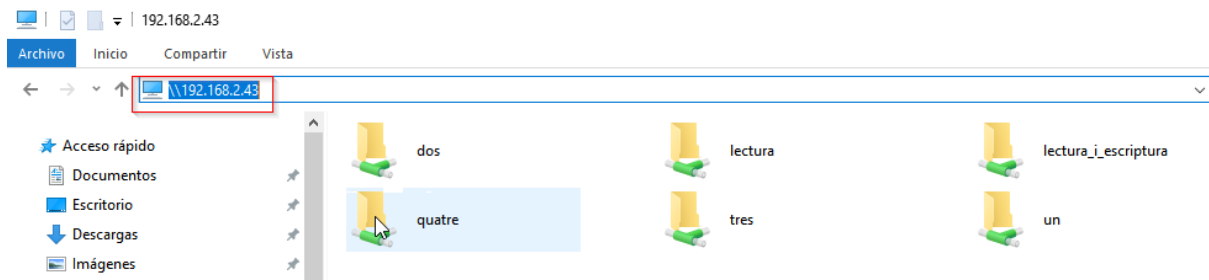 192.168.2.43
Archivo Inicio Compartir Vista
\\192.168.2.43
Acceso rápido
Documentos
Escritorio
Descargas
Imágenes
dos lectura lectura_i_escriptura
quatre tres un